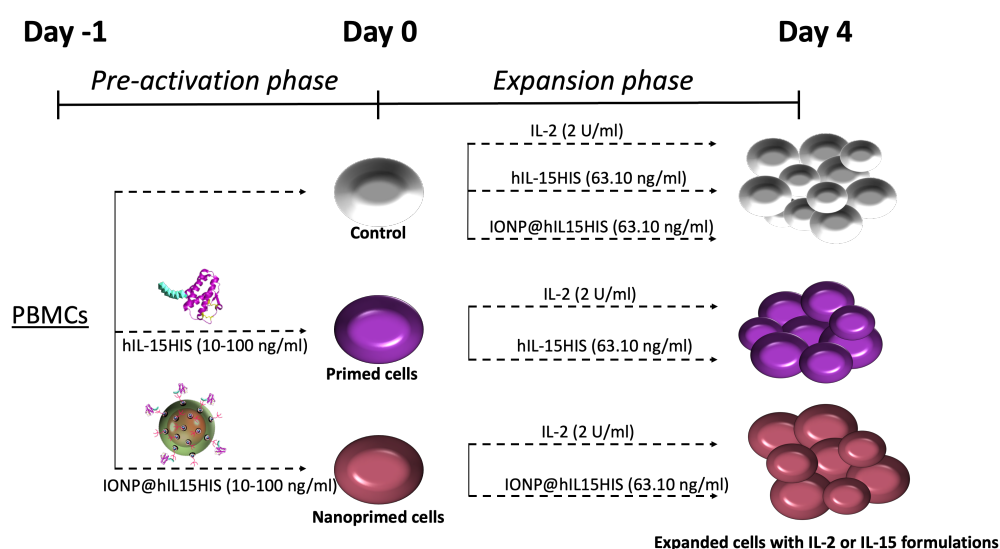 Day -1
Day 0
Day 4
Pre-activation phase
Expansion phase
IL-2 (2 U/ml)
hIL-15HIS (63.10 ng/ml)
IONP@hIL15HIS (63.10 ng/ml)
Control
PBMCs
hIL-15HIS (10-100 ng/ml)
Primed cells
IL-2 (2 U/ml)
hIL-15HIS (63.10 ng/ml)
IONP@hIL15HIS (10-100 ng/ml)
Nanoprimed cells
IL-2 (2 U/ml)
IONP@hIL15HIS (63.10 ng/ml)
Expanded cells with IL-2 or IL-15 formulations